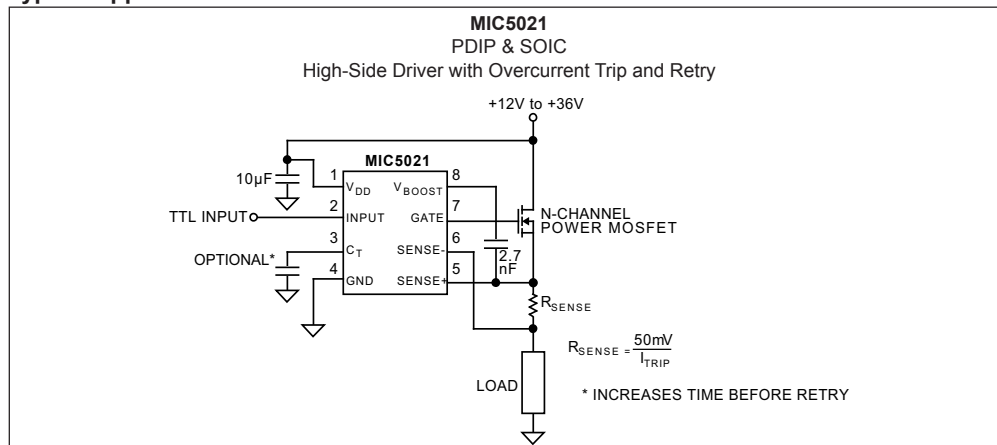 MIC5021
PDIP & SOIC
High-Side Driver with Overcurrent Trip and Retry
+12V to +36V
MIC5021
10µF
1
VDD
VBOOST
8
TTL INPUT
2
INPUT
GATE
7
N-CHANNEL
POWER MOSFET
OPTIONAL*
3
CT
SENSE-
6
2.7
nF
4
GND
SENSE+
5
RSENSE
RSENSE = 50mV
ITRIP
LOAD
* INCREASES TIME BEFORE RETRY